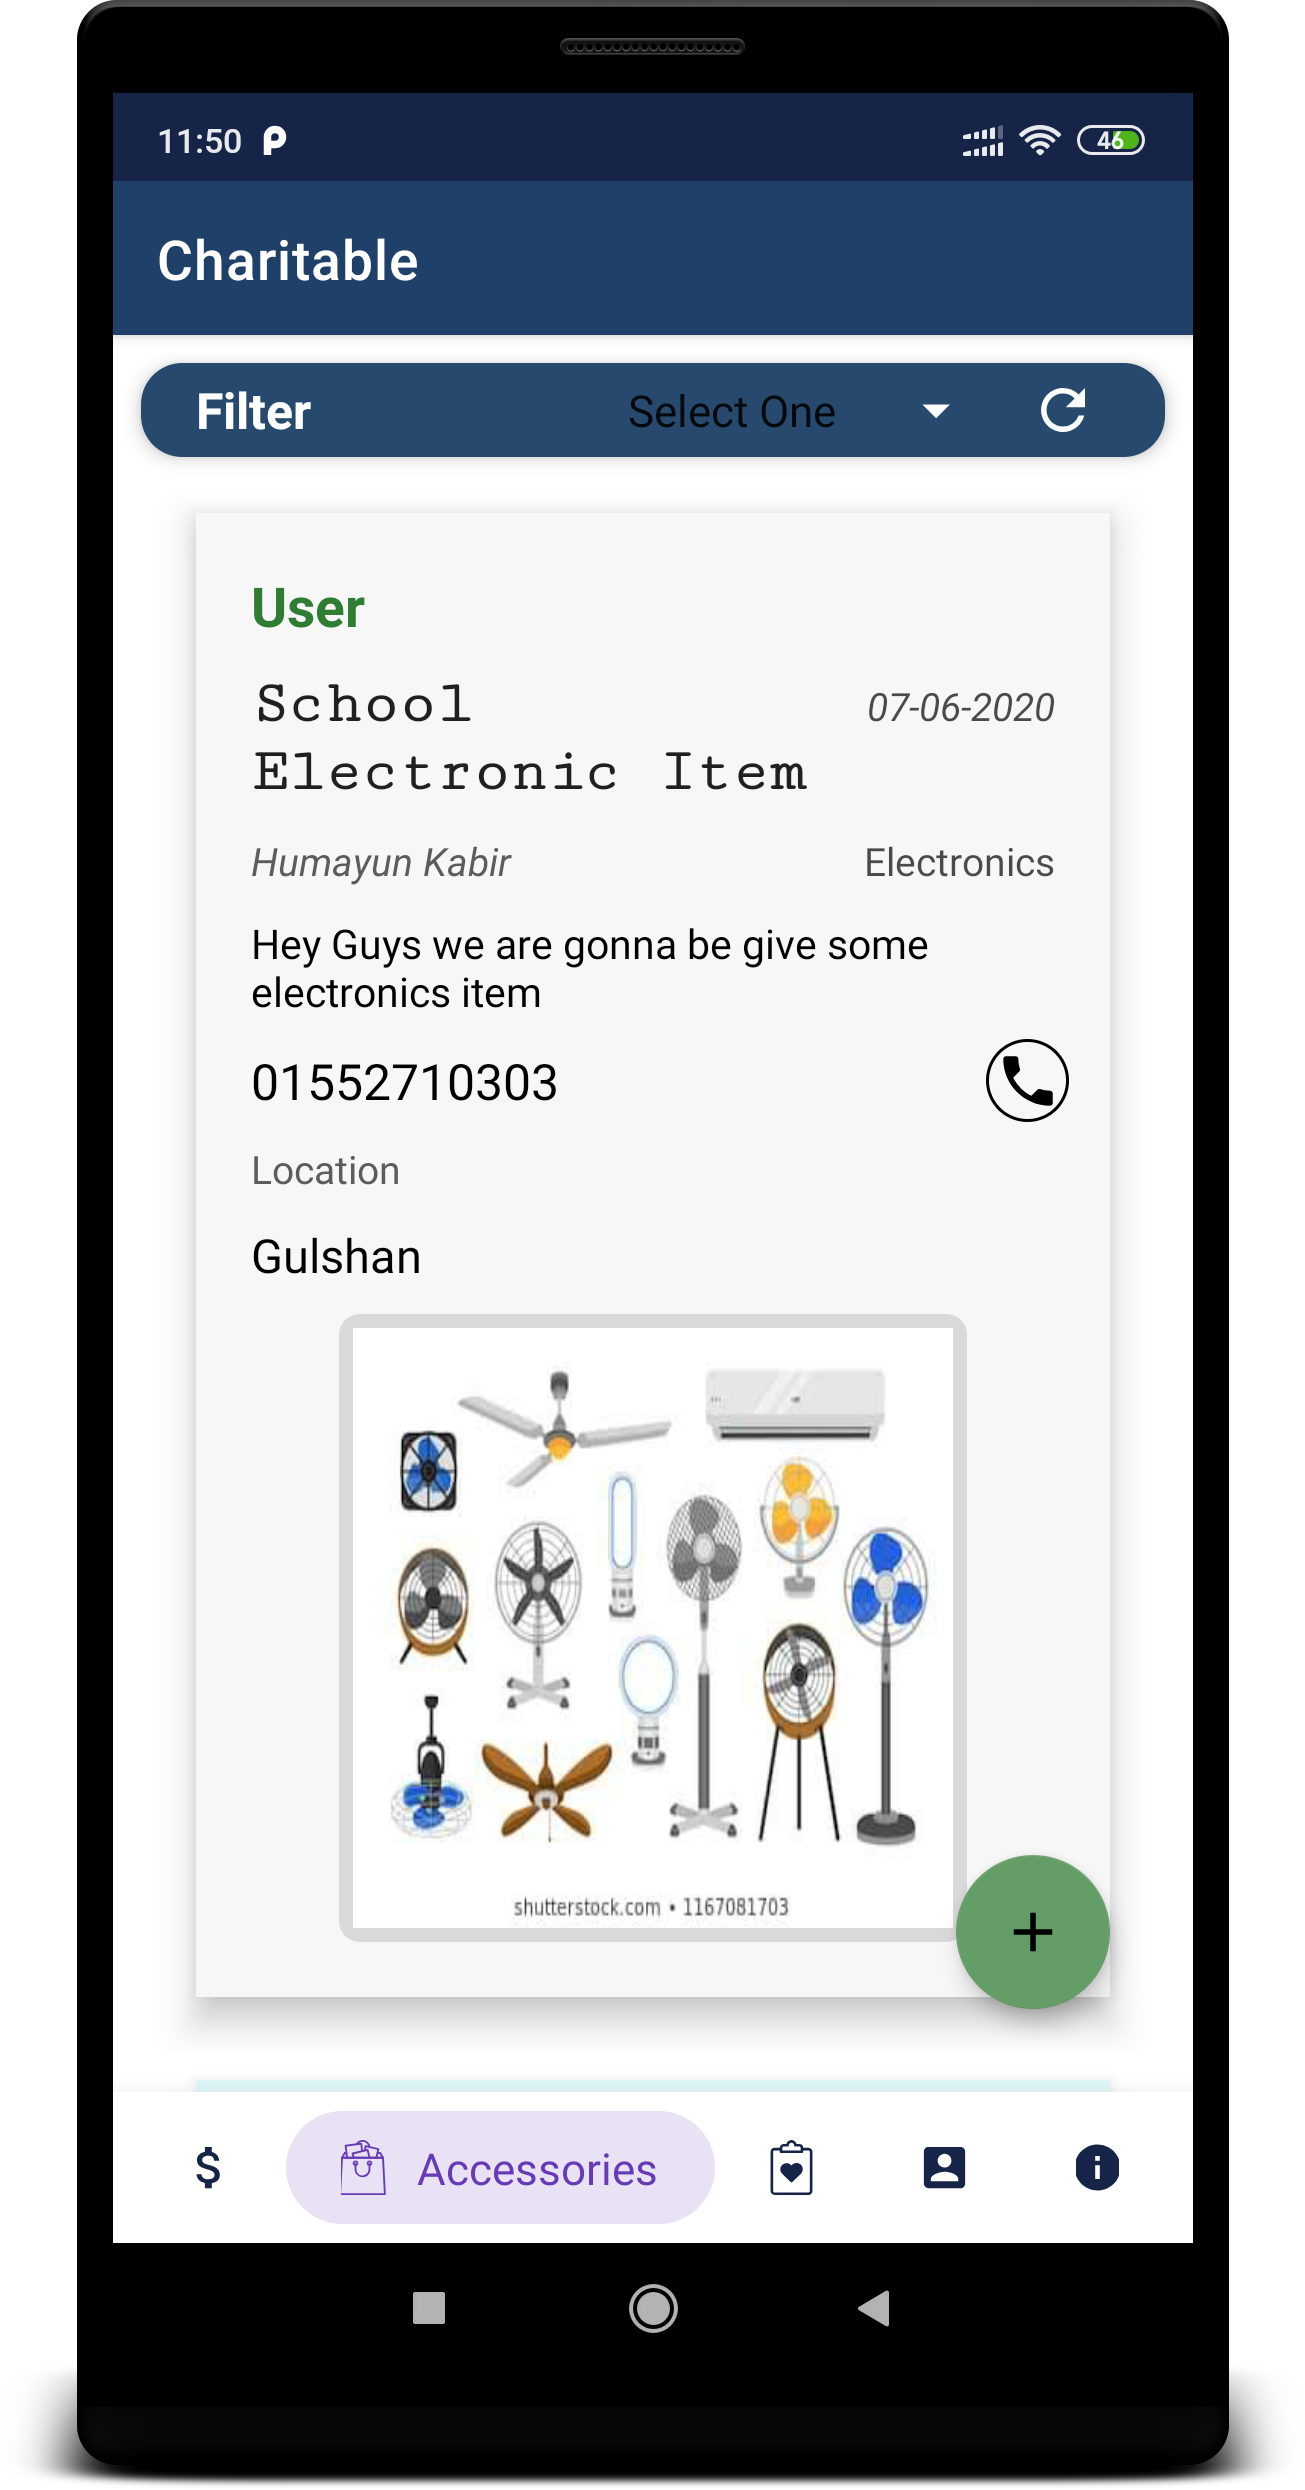 11:50
46
Charitable
Filter Select One
User
School 07-06-2020
Electronic Item
Humayun Kabir Electronics
Hey Guys we are gonna be give some
electronics item
01552710303
Location
Gulshan
shutterstock.com • 1167081703
$ Accessories